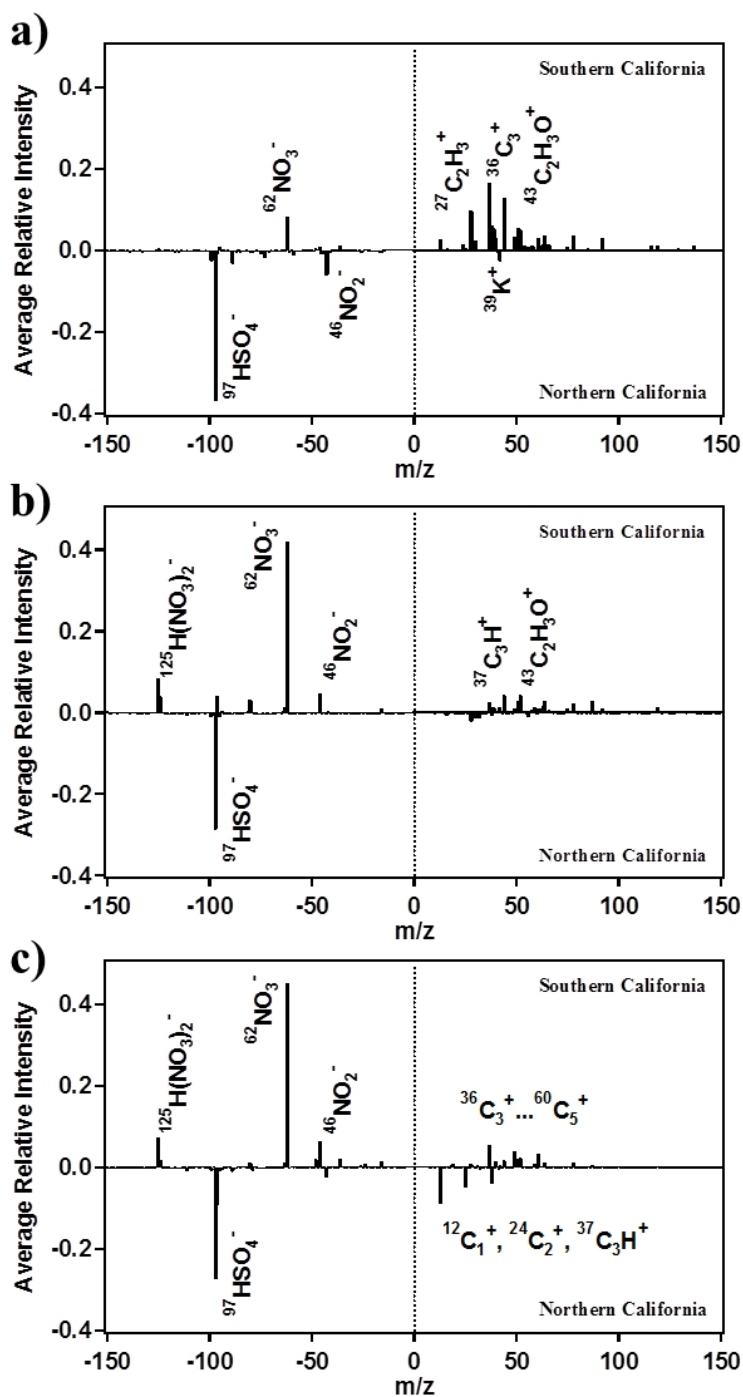 a)
Southern California
0.4
0.2
0.0
-0.2
-0.4
Average Relative Intensity
⁶²NO₃⁻
²⁷C₂H₃⁺
³⁶C₃⁺
⁴³C₂H₃O⁺
³⁹K⁺
⁴⁶NO₂⁻
⁹⁷HSO₄⁻
Northern California
-150 -100 -50 0 50 100 150
m/z
b)
Southern California
0.4
0.2
0.0
-0.2
-0.4
Average Relative Intensity
¹²⁵H(NO₃)₂⁻
⁶²NO₃⁻
⁴⁶NO₂⁻
³⁷C₃H⁺
⁴³C₂H₃O⁺
⁹⁷HSO₄⁻
Northern California
-150 -100 -50 0 50 100 150
m/z
c)
Southern California
0.4
0.2
0.0
-0.2
-0.4
Average Relative Intensity
¹²⁵H(NO₃)₂⁻
⁶²NO₃⁻
⁴⁶NO₂⁻
³⁶C₃⁺...⁶⁰C₅⁺
¹²C₁⁺, ²⁴C₂⁺, ³⁷C₃H⁺
⁹⁷HSO₄⁻
Northern California
-150 -100 -50 0 50 100 150
m/z